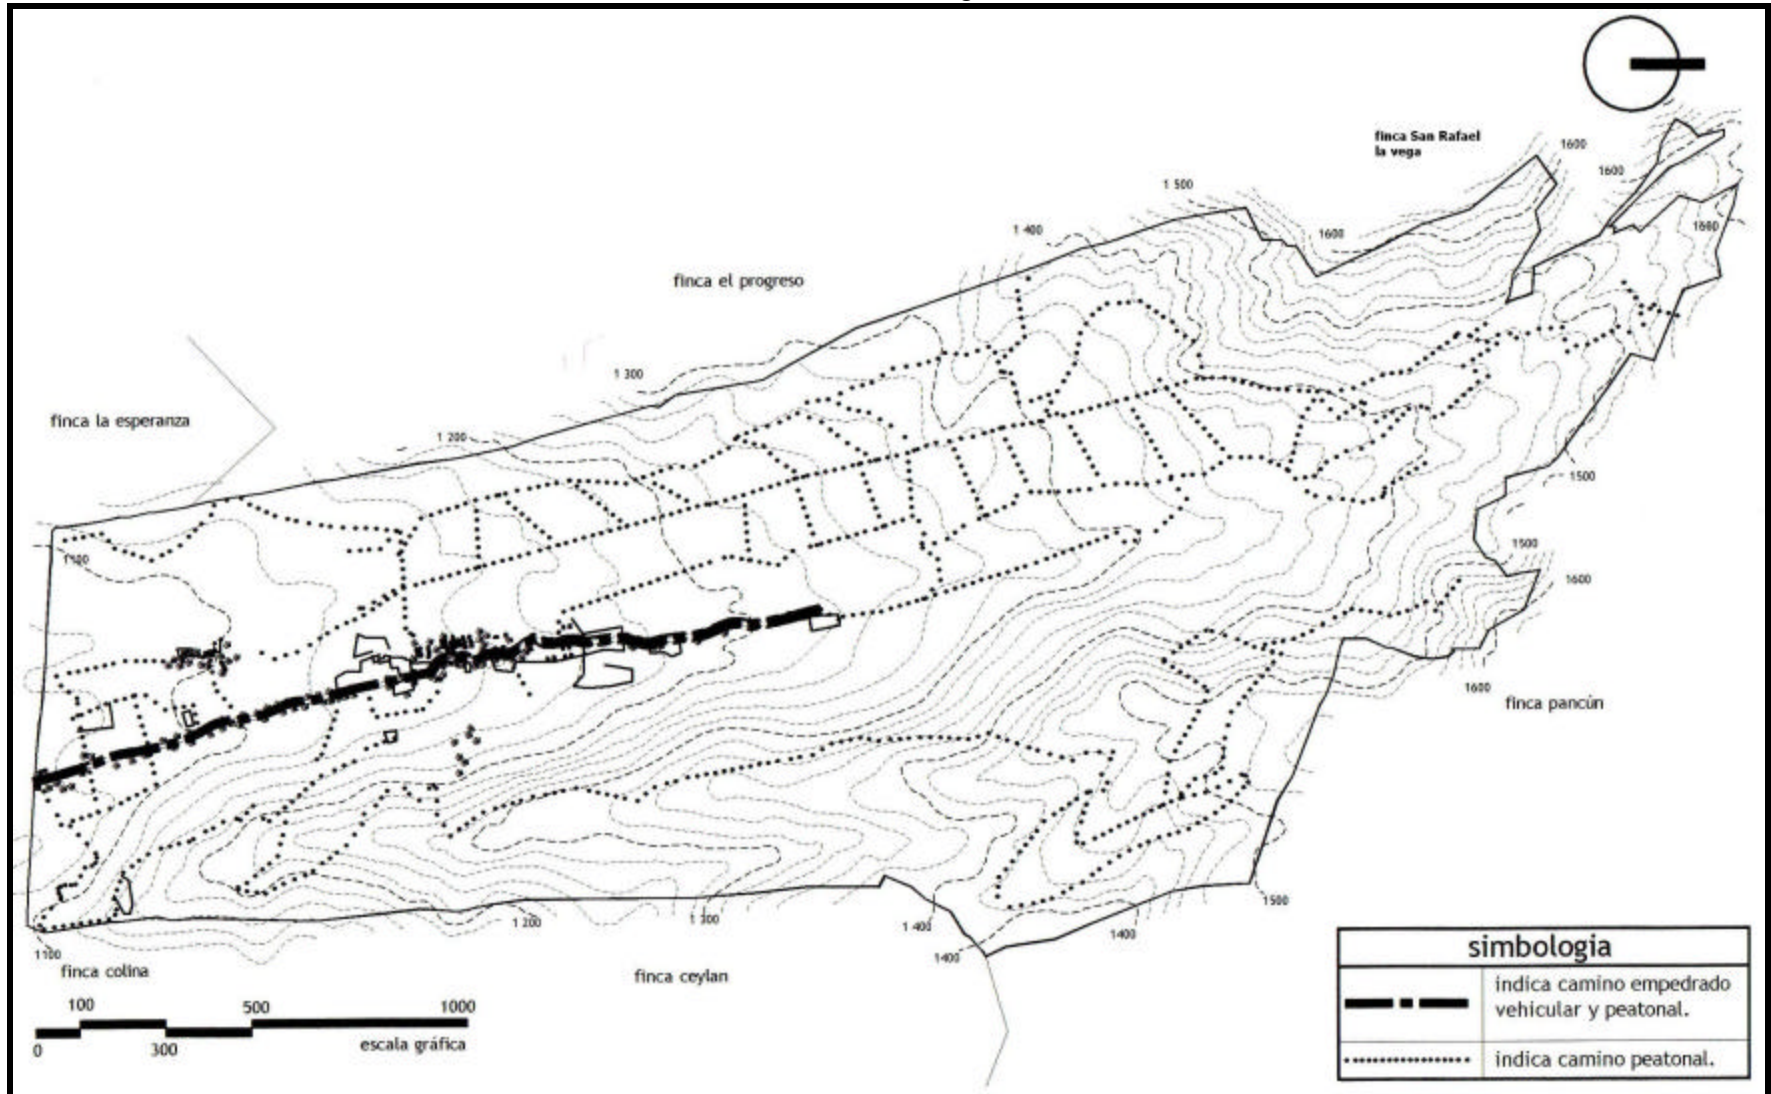 finca San Rafael
la vega
1600
1600
1 500
1600
1600
1 400
finca el progreso
1 300
finca la esperanza
1 200
1500
1100
1500
1600
1600
finca pancún
1500
1 200
1 300
1 400
1400
1400
1100
finca colina
finca ceylan
100
500
1000
0
300
escala gráfica
simbologia
indica camino empedrado
vehicular y peatonal.
indica camino peatonal.